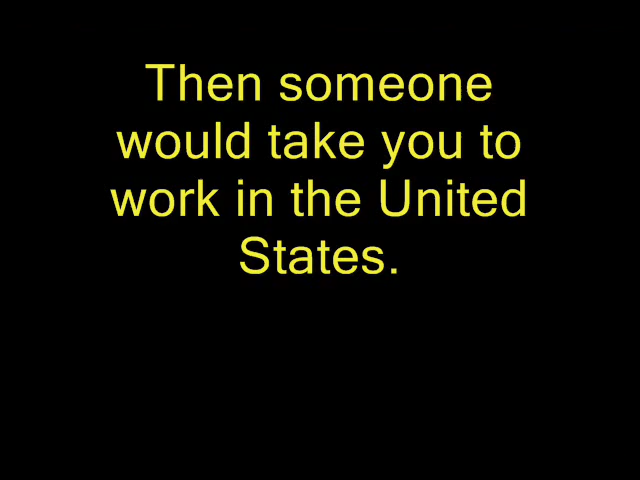 Then someone
would take you to
work in the United
States.